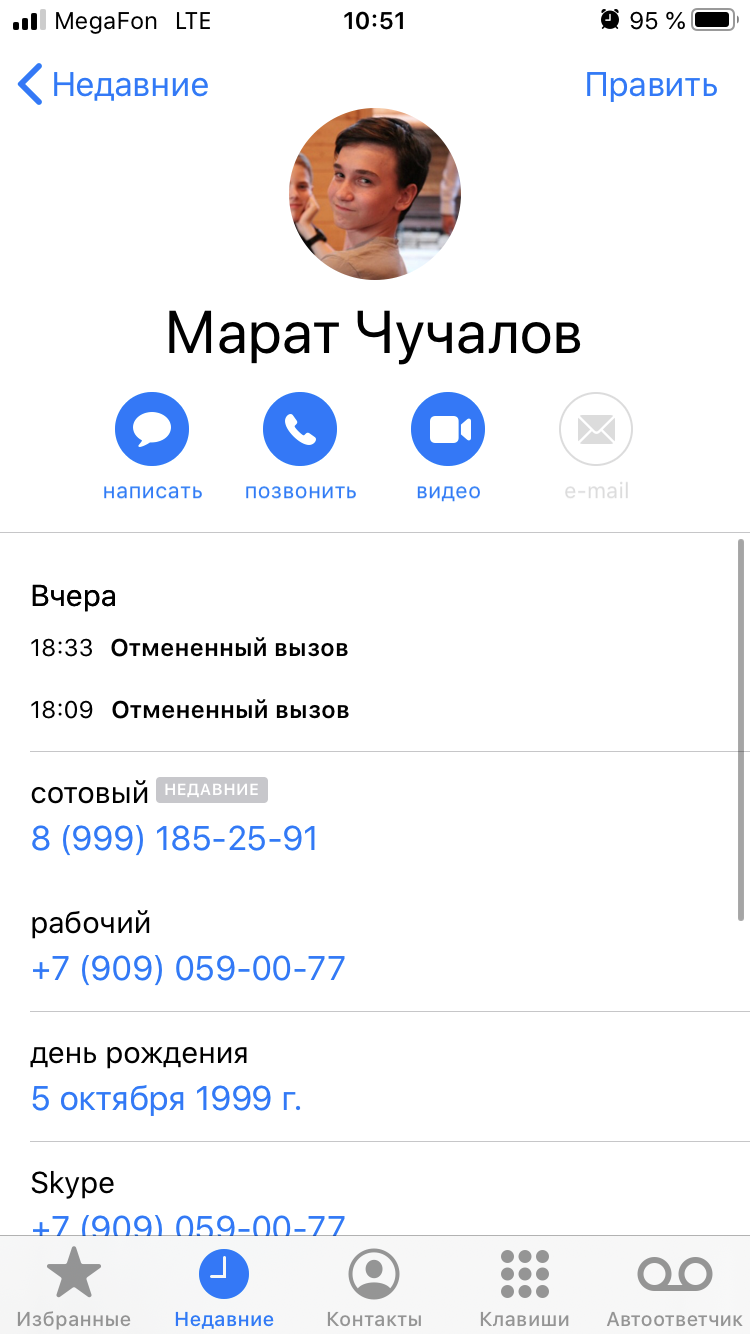 MegaFon LTE 10:51 95 %
Недавние Править
Марат Чучалов
написать позвонить видео e-mail
Вчера
18:33 Отмененный вызов
18:09 Отмененный вызов
сотовый НЕДАВНИЕ
8 (999) 185-25-91
рабочий
+7 (909) 059-00-77
день рождения
5 октября 1999 г.
Skype
+7 (909) 059-00-77
Избранные Недавние Контакты Клавиши Автоответчик